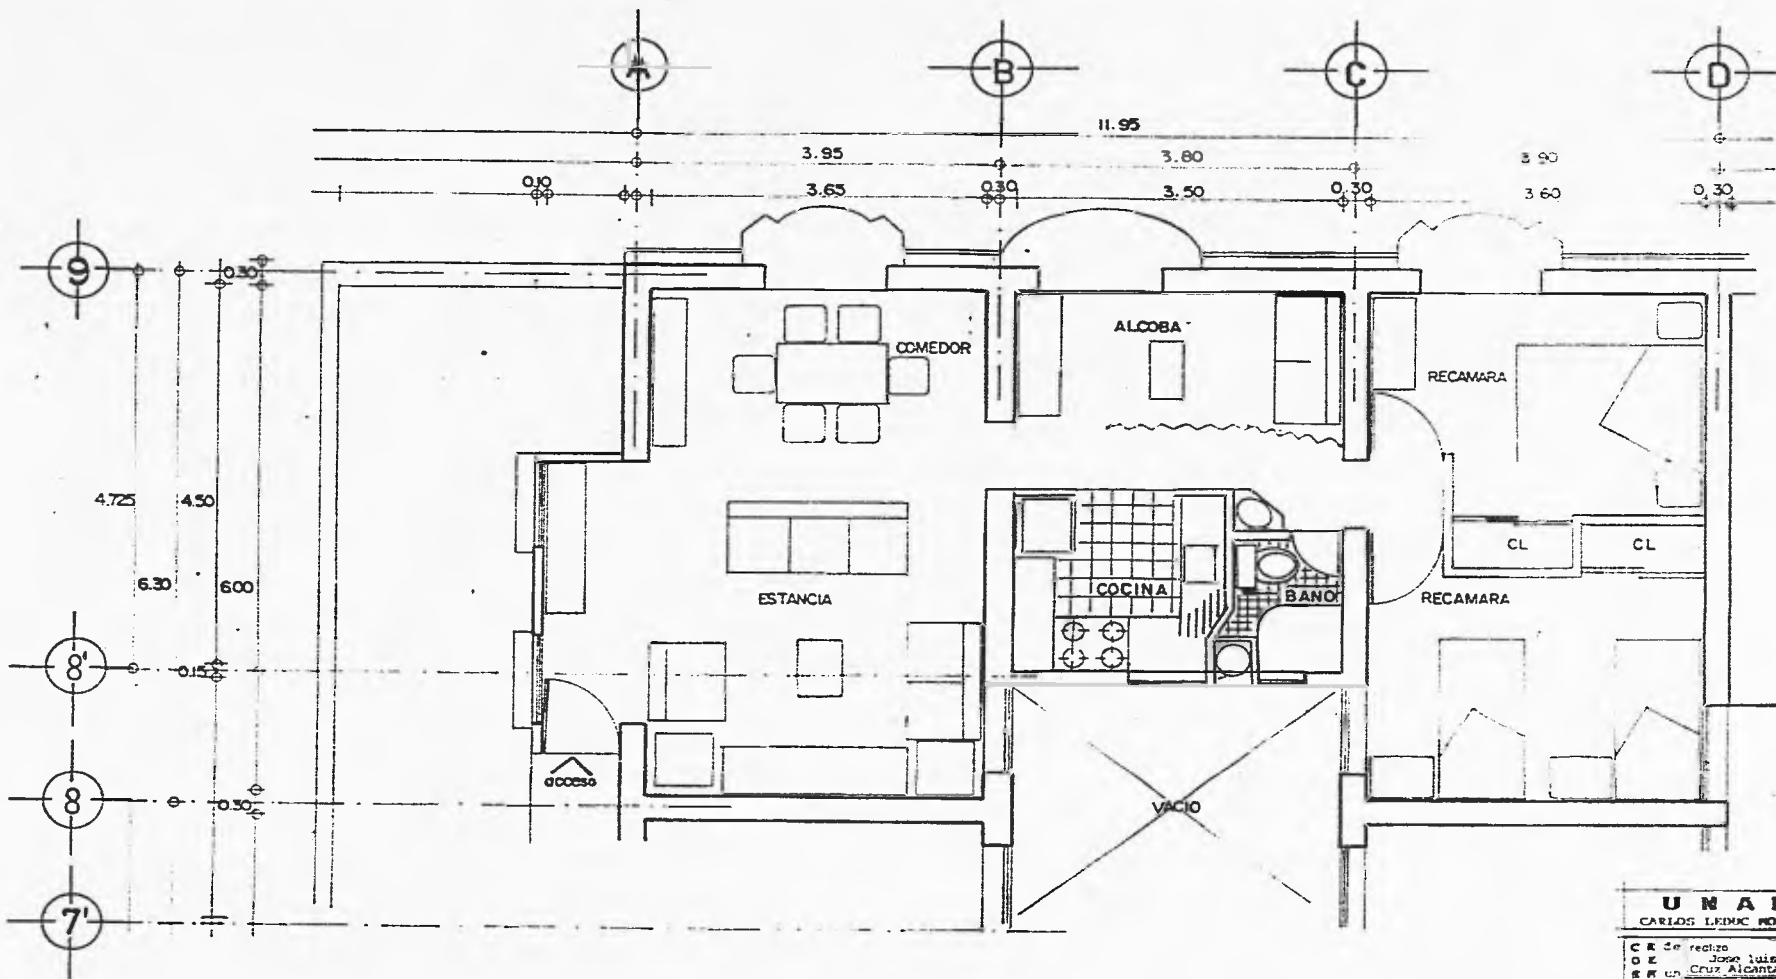 A B C D
11.95
3.95 3.80 3.90
0.10 3.65 0.30 3.50 0.30 3.60 0.30
9
0.30
COMEDOR
ALCOBA
RECAMARA
4.725 4.50
CL CL
6.30 6.00
ESTANCIA
COCINA
BANO
RECAMARA
8'
0.15
acceso
8
0.30
VACIO
7'
CARLOS LEDUC
realizo
Jose luis
Cruz